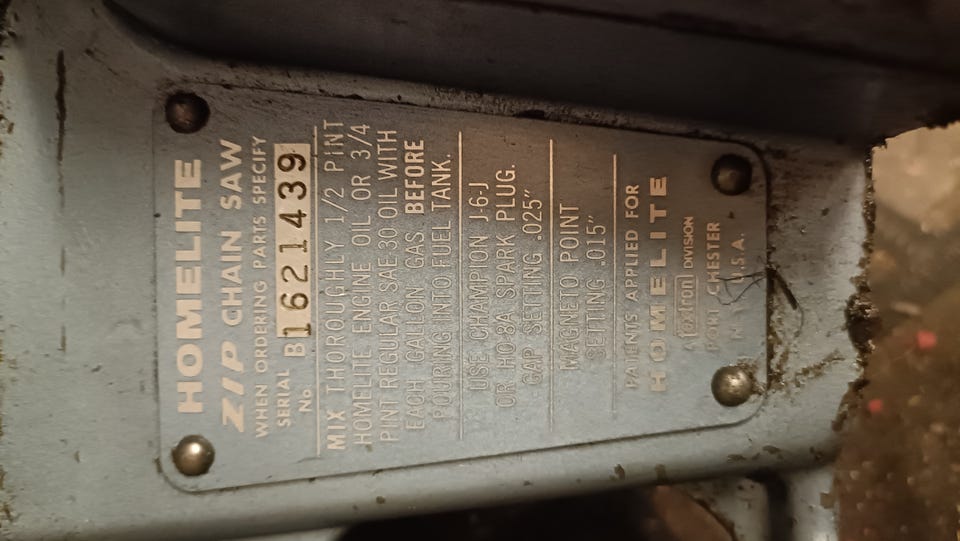 HOMELITE
ZIP CHAIN SAW
WHEN ORDERING PARTS SPECIFY
SERIAL No. B 1621439
MIX THOROUGHLY 1/2 PINT
HOMELITE ENGINE OIL OR 3/4
PINT REGULAR SAE-30 OIL WITH
EACH GALLON GAS BEFORE
POURING INTO FUEL TANK.
USE CHAMPION J-6-J
OR HO-8A SPARK PLUG.
GAP SETTING .025"
MAGNETO POINT
SETTING .015"
PATENTS APPLIED FOR
HOMELITE
A textron DIVISION
PORT CHESTER
U.S.A.